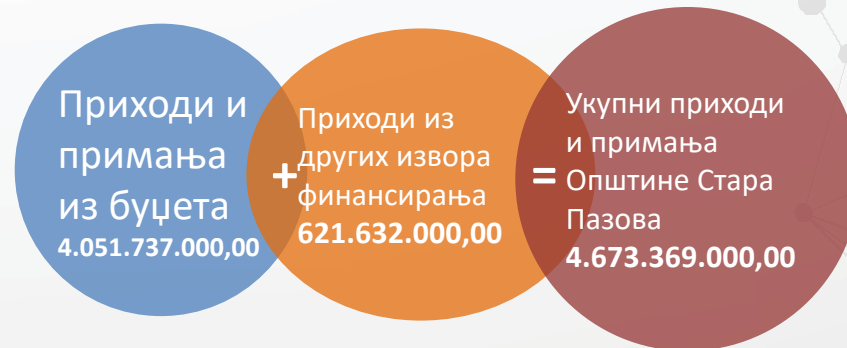 Приходи и
примања
из буџета
4.051.737.000,00
+
Приходи из
других извора
финансирања
621.632.000,00
=
Укупни приходи
и примања
Општине Стара
Пазова
4.673.369.000,00